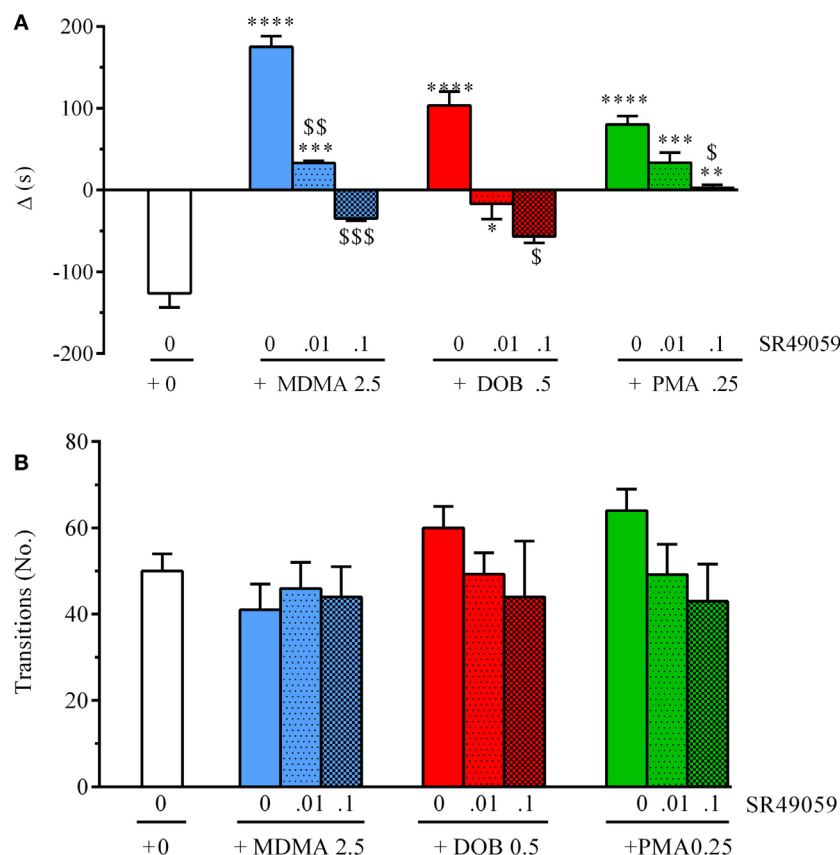 A
200
100
0
-100
-200
Δ (s)
****
$$
***
$$$
****
*
$
****
***
$
**
0 0 .01 .1 0 .01 .1 0 .01 .1 SR49059
+ 0 + MDMA 2.5 + DOB .5 + PMA .25
B
80
60
40
20
0
Transitions (No.)
0 0 .01 .1 0 .01 .1 0 .01 .1 SR49059
+0 + MDMA 2.5 + DOB 0.5 +PMA0.25